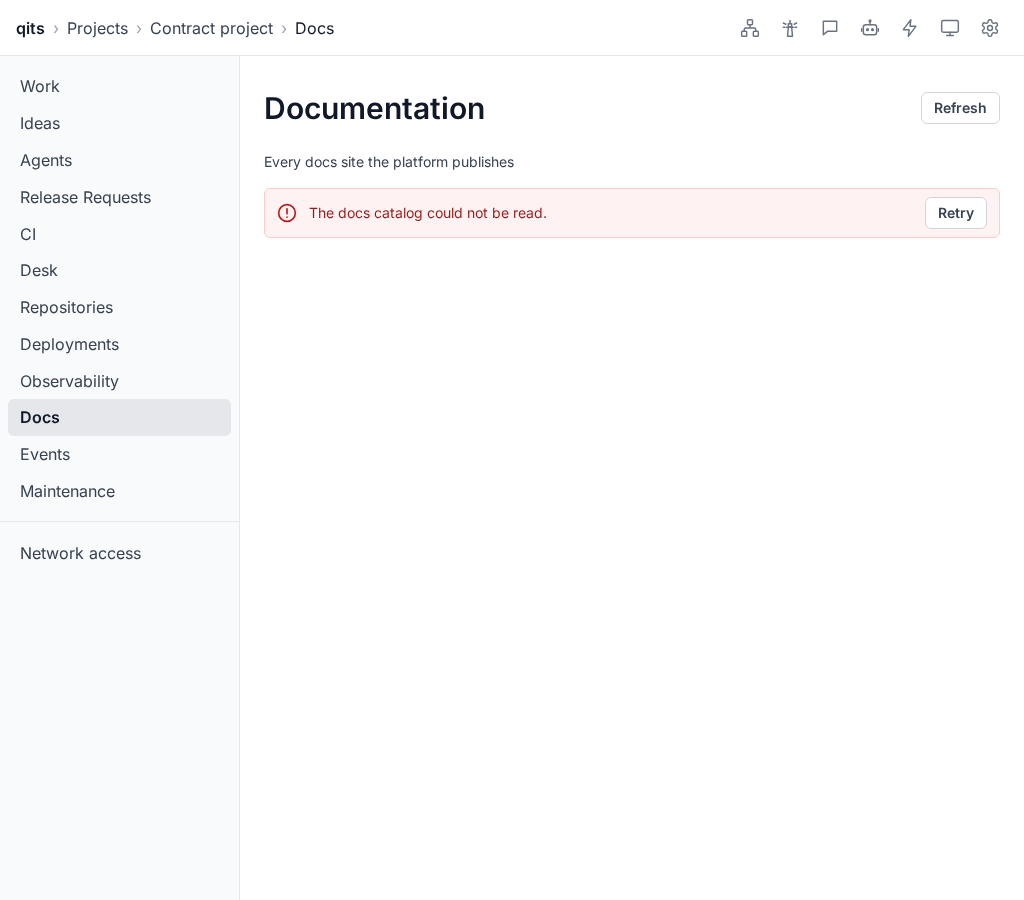 qits › Projects › Contract project › Docs
Work
Ideas
Agents
Release Requests
CI
Desk
Repositories
Deployments
Observability
Docs
Events
Maintenance
Network access
Documentation
Refresh
Every docs site the platform publishes
The docs catalog could not be read.
Retry